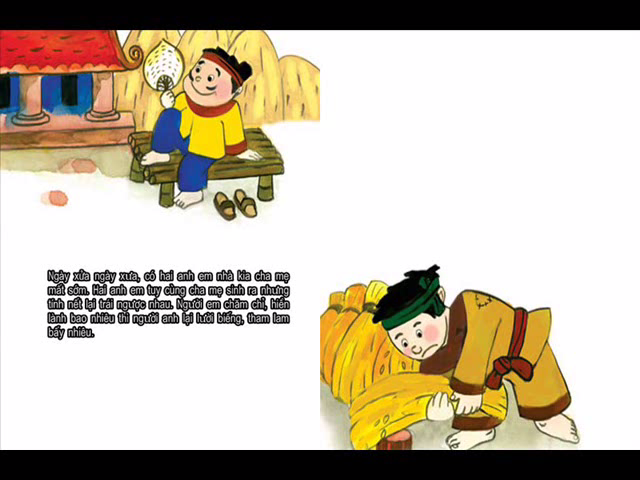 Ngày xửa ngày xưa, có hai anh em nhà kia cha mẹ
mất sớm. Hai anh em tuy cùng cha mẹ sinh ra nhưng
tính nết lại trái ngược nhau. Người em chăm chỉ, hiền
lành bao nhiêu thì người anh lại lười biếng, tham lam
bấy nhiêu.